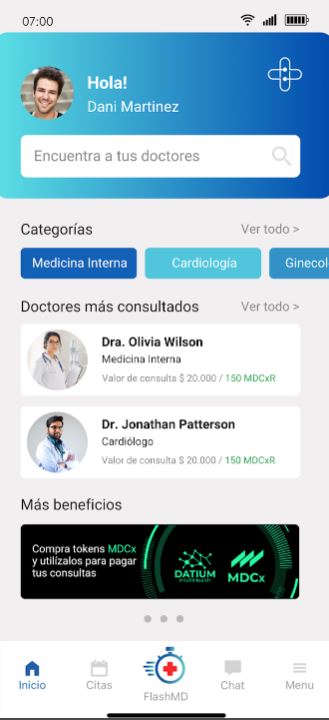 07:00
Hola!
Dani Martinez
Encuentra a tus doctores
Categorías
Ver todo >
Medicina Interna
Cardiología
Ginecol
Doctores más consultados
Ver todo >
Dra. Olivia Wilson
Medicina Interna
Valor de consulta $ 20.000 / 150 MDCxR
Dr. Jonathan Patterson
Cardiólogo
Valor de consulta $ 20.000 / 150 MDCxR
Más beneficios
Compra tokens MDCx
y utilízalos para pagar
tus consultas
DATIUM
MDCx
Inicio
Citas
FlashMD
Chat
Menu